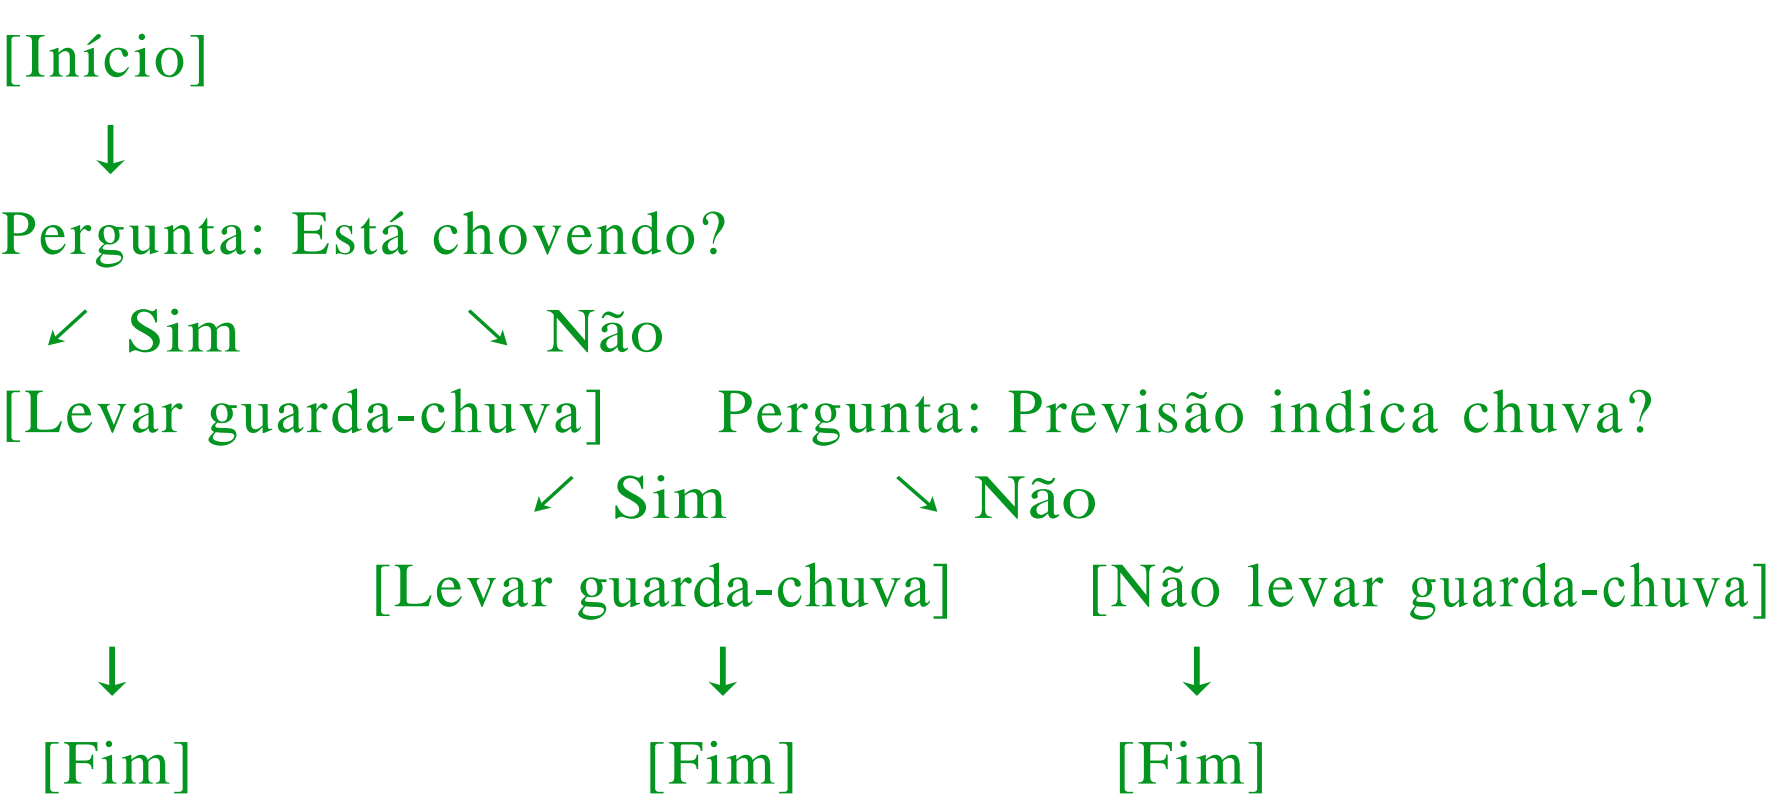 [Início]
↓
Pergunta: Está chovendo?
↙ Sim ↘ Não
[Levar guarda-chuva] Pergunta: Previsão indica chuva?
↙ Sim ↘ Não
[Levar guarda-chuva] [Não levar guarda-chuva]
↓ ↓ ↓
[Fim] [Fim] [Fim]